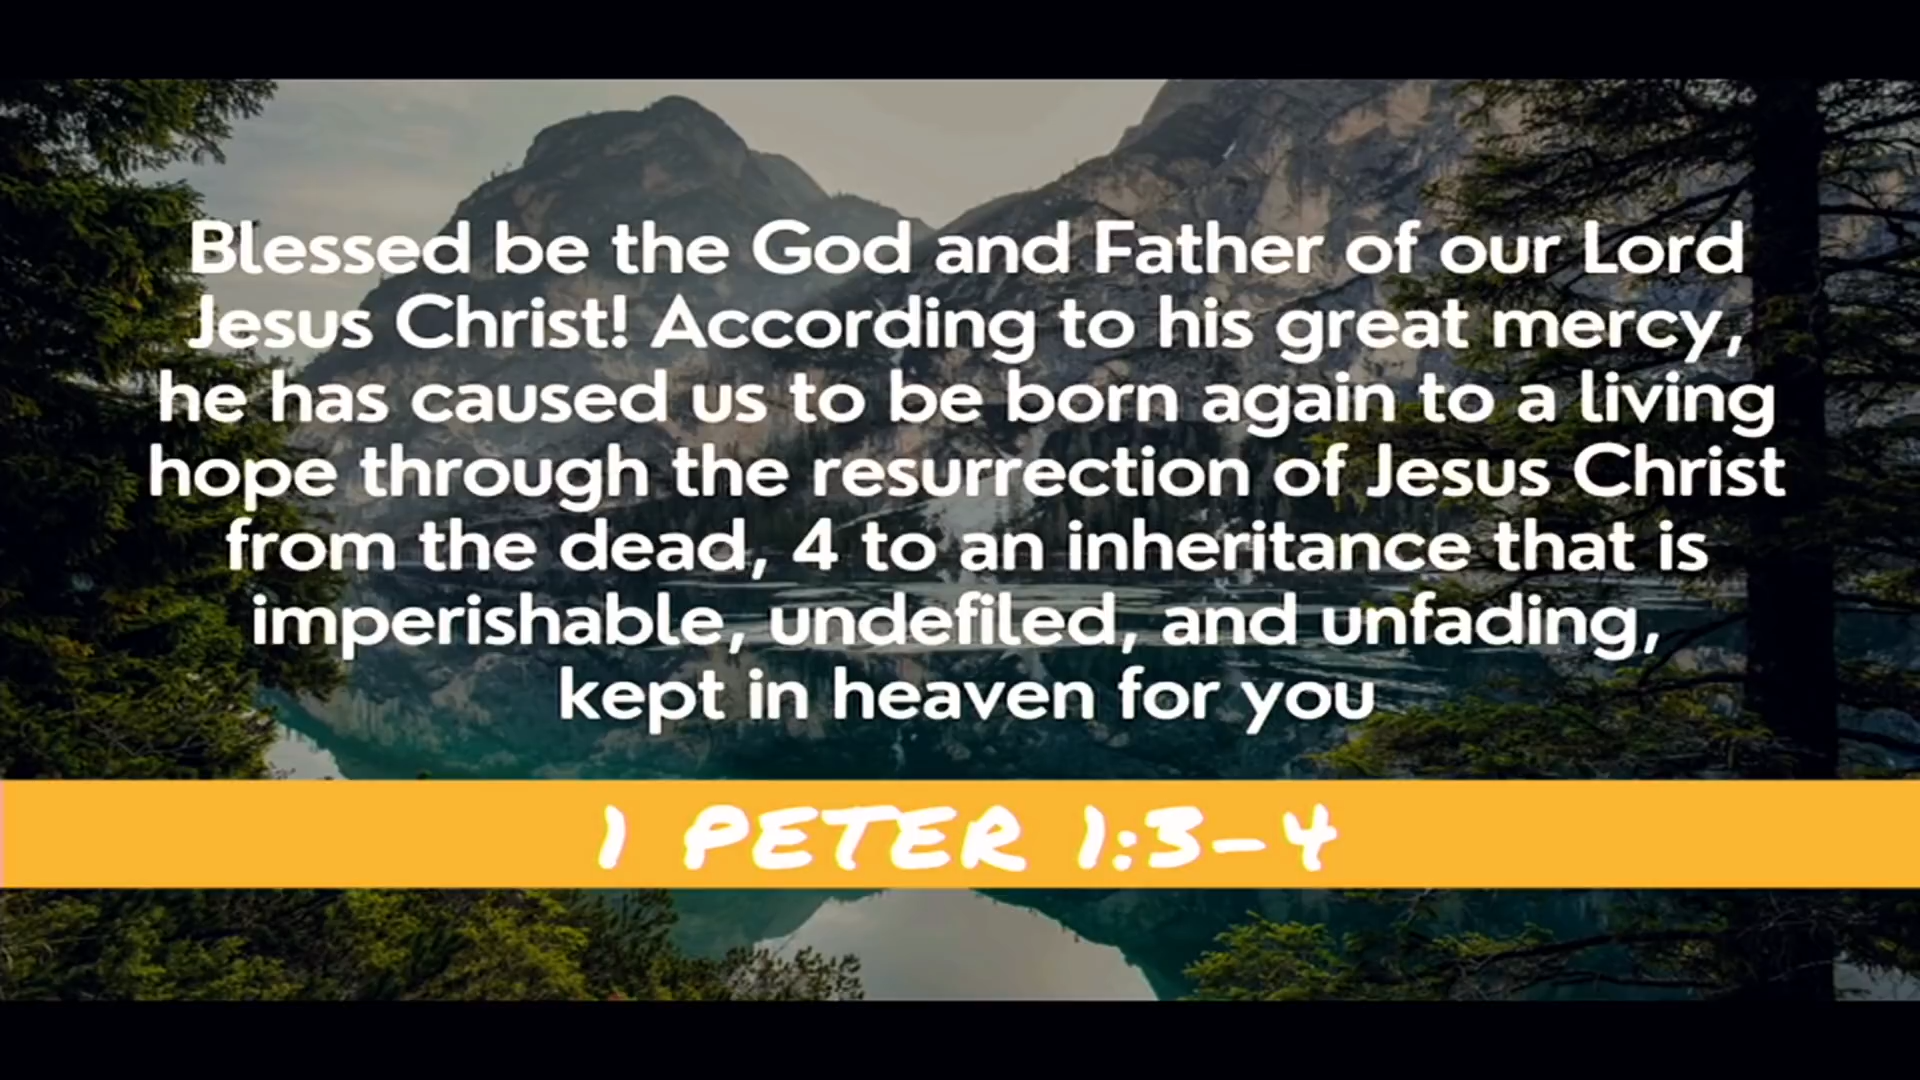 Blessed be the God and Father of our Lord
Jesus Christ! According to his great mercy,
he has caused us to be born again to a living
hope through the resurrection of Jesus Christ
from the dead, 4 to an inheritance that is
imperishable, undefiled, and unfading,
kept in heaven for you
1 PETER 1:3-4